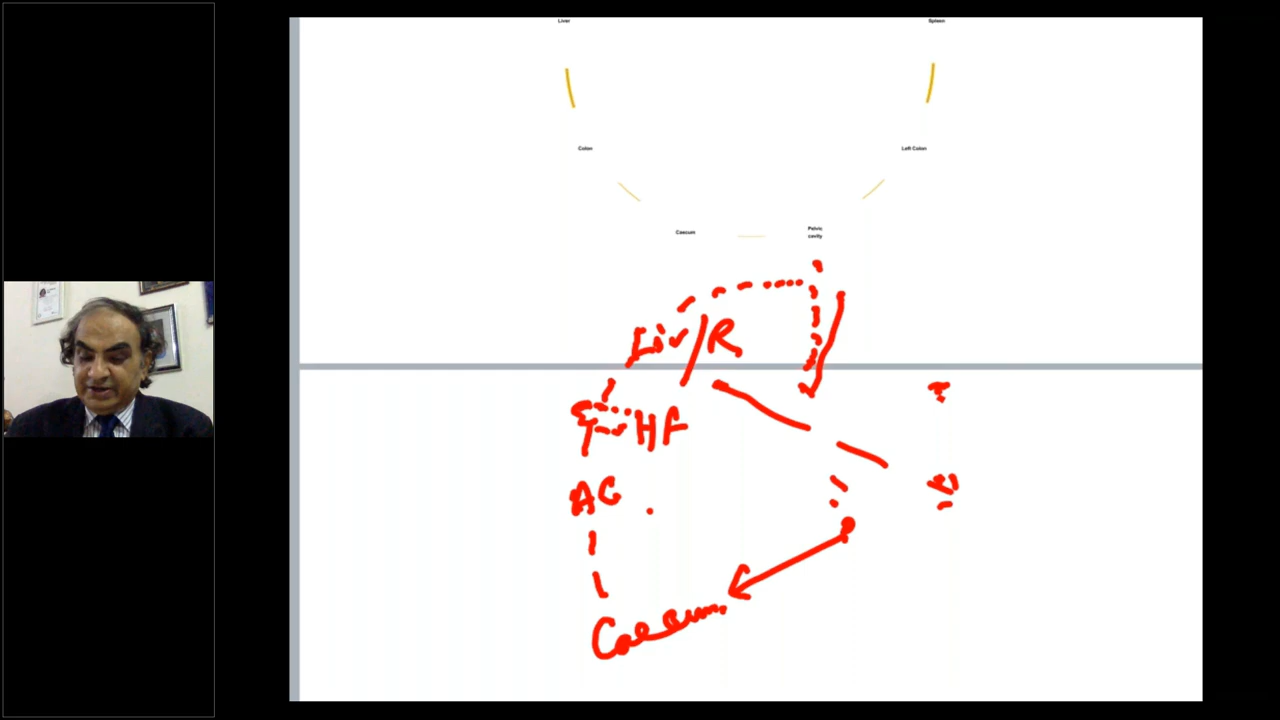 Liver Spleen
Colon Left Colon
Caecum Pelvic
cavity
Liv/R
HF
AC
Caecum